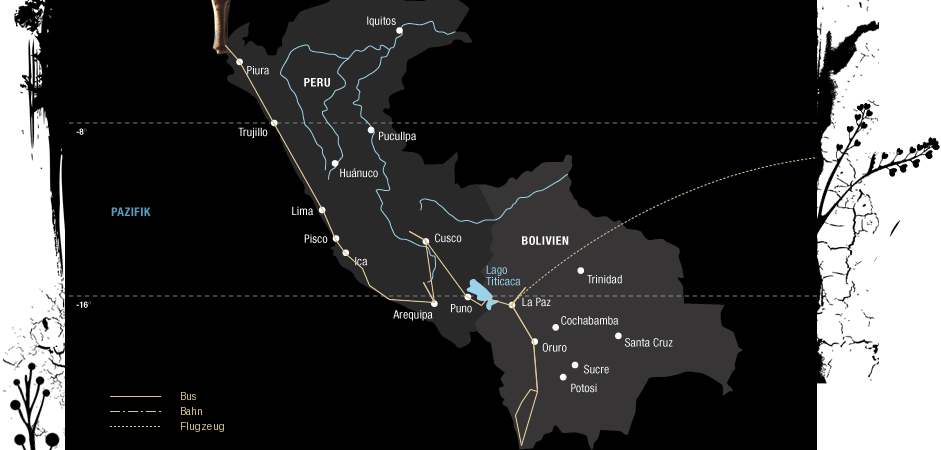 Iquitos
Piura
PERU
-8°
Trujillo
Pucullpa
Huánuco
PAZIFIK
Lima
Pisco
Cusco
BOLIVIEN
Ica
Lago
Titicaca
Trinidad
-16°
Arequipa
Puno
La Paz
Cochabamba
Oruro
Santa Cruz
Sucre
Potosi
Bus
Bahn
Flugzeug